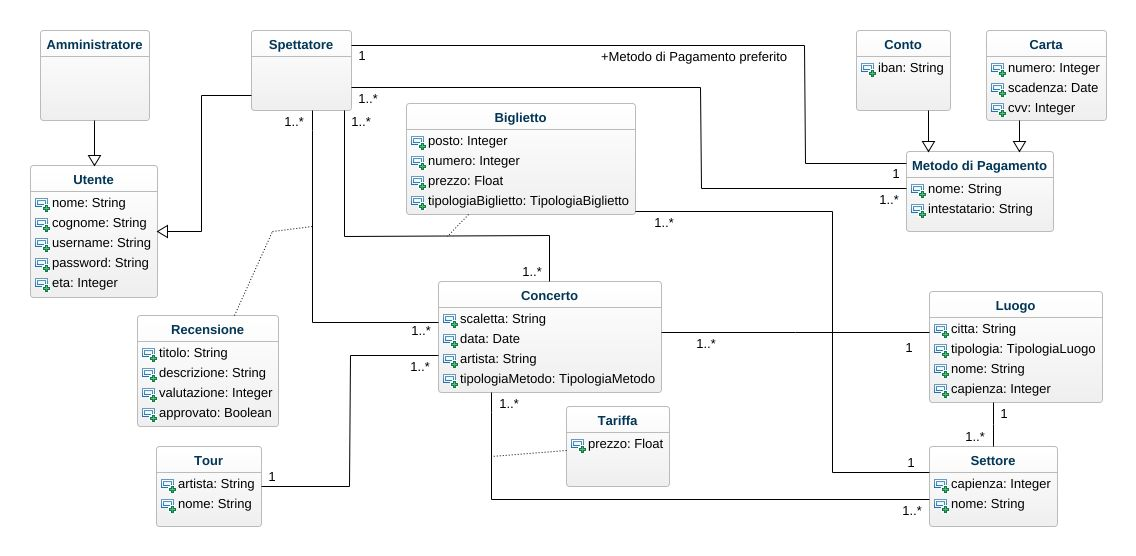 Amministratore
Spettatore
Conto
iban: String
Carta
numero: Integer
scadenza: Date
cvv: Integer
1
+Metodo di Pagamento preferito
1..*
1..*
1..*
Biglietto
posto: Integer
numero: Integer
prezzo: Float
tipologiaBiglietto: TipologiaBiglietto
Metodo di Pagamento
nome: String
intestatario: String
1
1..*
1..*
Utente
nome: String
cognome: String
username: String
password: String
eta: Integer
1..*
Concerto
scaletta: String
data: Date
artista: String
tipologiaMetodo: TipologiaMetodo
Luogo
citta: String
tipologia: TipologiaLuogo
nome: String
capienza: Integer
Recensione
titolo: String
descrizione: String
valutazione: Integer
approvato: Boolean
1..*
1..*
1..*
1
1..*
1
1..*
Tariffa
prezzo: Float
Tour
artista: String
nome: String
1
1
Settore
capienza: Integer
nome: String
1..*